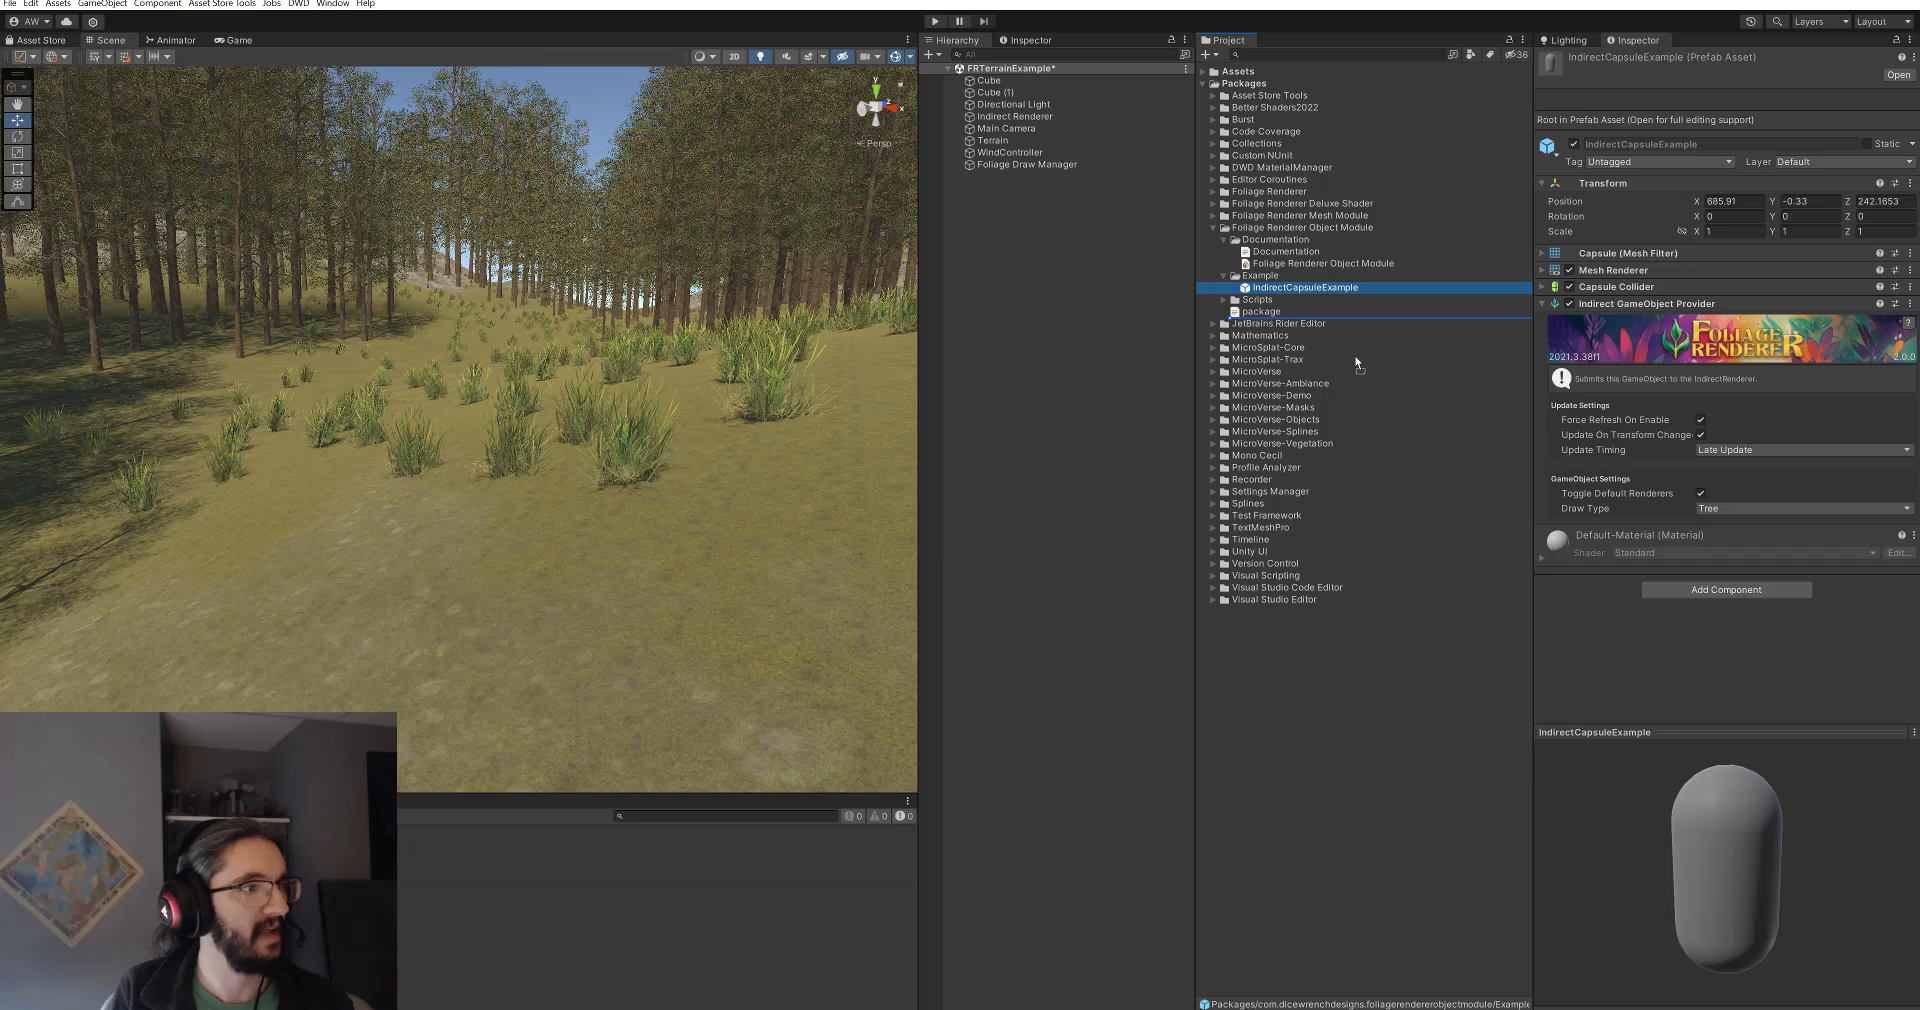 File Edit Assets GameObject Component Asset Store Tools Jobs DWD Window Help
AW Layers Layout
Asset Store Scene Animator Game
2D
y
z
x
Persp
0 0 0
Hierarchy Inspector
All
FRTerrainExample*
Cube
Cube (1)
Directional Light
Indirect Renderer
Main Camera
Terrain
WindController
Foliage Draw Manager
Project
36
Assets
Packages
Asset Store Tools
Better Shaders2022
Burst
Code Coverage
Collections
Custom NUnit
DWD MaterialManager
Editor Coroutines
Foliage Renderer
Foliage Renderer Deluxe Shader
Foliage Renderer Mesh Module
Foliage Renderer Object Module
Documentation
Documentation
Foliage Renderer Object Module
Example
IndirectCapsuleExample
Scripts
package
JetBrains Rider Editor
Mathematics
MicroSplat-Core
MicroSplat-Trax
MicroVerse
MicroVerse-Ambiance
MicroVerse-Demo
MicroVerse-Masks
MicroVerse-Objects
MicroVerse-Splines
MicroVerse-Vegetation
Mono Cecil
Profile Analyzer
Recorder
Settings Manager
Splines
Test Framework
TextMeshPro
Timeline
Unity UI
Version Control
Visual Scripting
Visual Studio Code Editor
Visual Studio Editor
Packages/com.dicewrenchdesigns.foliagerendererobjectmodule/Example
Lighting Inspector
IndirectCapsuleExample (Prefab Asset)
Open
Root in Prefab Asset (Open for full editing support)
IndirectCapsuleExample Static
Tag Untagged Layer Default
Transform
Position X 685.91 Y -0.33 Z 242.1653
Rotation X 0 Y 0 Z 0
Scale X 1 Y 1 Z 1
Capsule (Mesh Filter)
Mesh Renderer
Capsule Collider
Indirect GameObject Provider
FOLIAGE RENDERER
?
2021.3.38f1 2.0.0
Submits this GameObject to the IndirectRenderer.
Update Settings
Force Refresh On Enable
Update On Transform Change
Update Timing Late Update
GameObject Settings
Toggle Default Renderers
Draw Type Tree
Default-Material (Material)
Shader Standard Edit...
Add Component
IndirectCapsuleExample